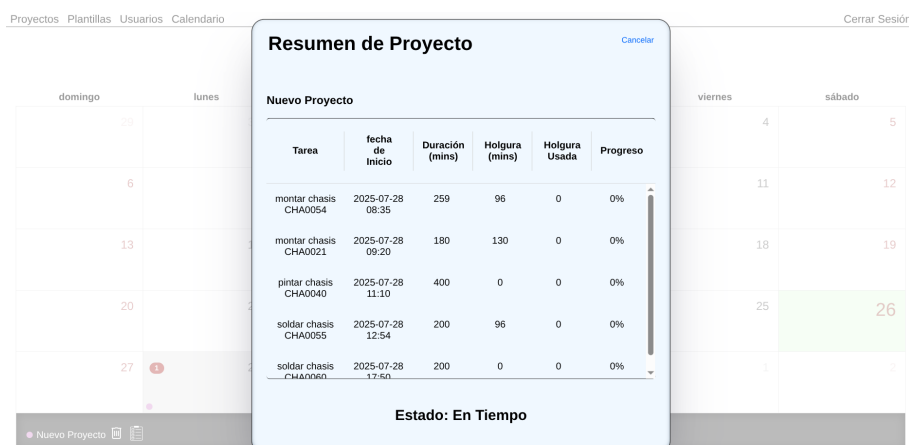 Proyectos Plantillas Usuarios Calendario
Cerrar Sesión
Resumen de Proyecto
Cancelar
domingo lunes viernes sábado
Nuevo Proyecto
Tarea
fecha
de
Inicio
Duración
(mins)
Holgura
(mins)
Holgura
Usada
Progreso
montar chasis 2025-07-28 259 96 0 0%
CHA0054 08:35
montar chasis 2025-07-28 180 130 0 0%
CHA0021 09:20
pintar chasis 2025-07-28 400 0 0 0%
CHA0040 11:10
soldar chasis 2025-07-28 200 96 0 0%
CHA0055 12:54
soldar chasis 2025-07-28 200 0 0 0%
CHA0060 17:50
29 4 5
6 11 12
13 18 19
20 25 26
27 1 1 2
Estado: En Tiempo
Nuevo Proyecto